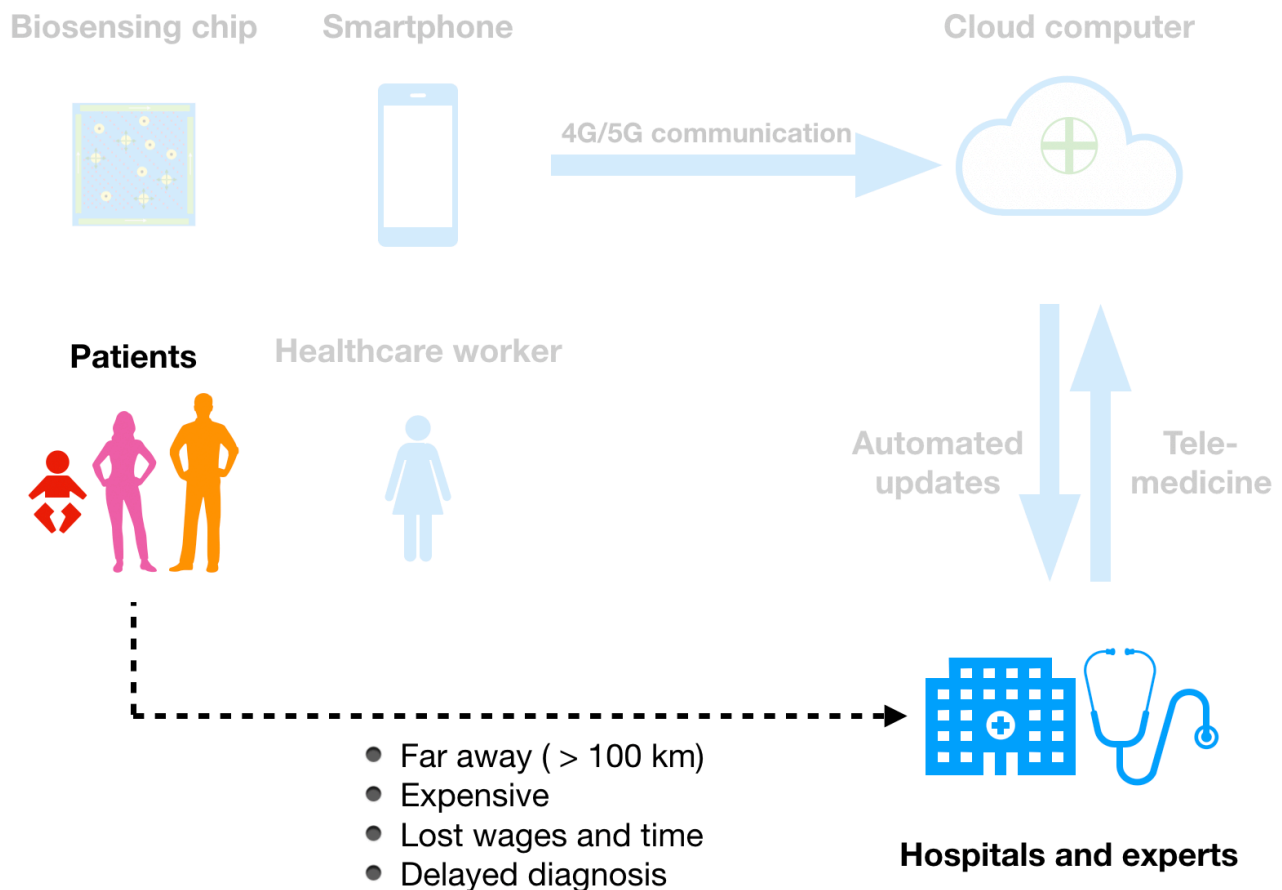 Biosensing chip
Smartphone
Cloud computer
4G/5G communication
Patients
Healthcare worker
Automated
updates
Tele-
medicine
Far away ( > 100 km)
Expensive
Lost wages and time
Delayed diagnosis
Hospitals and experts